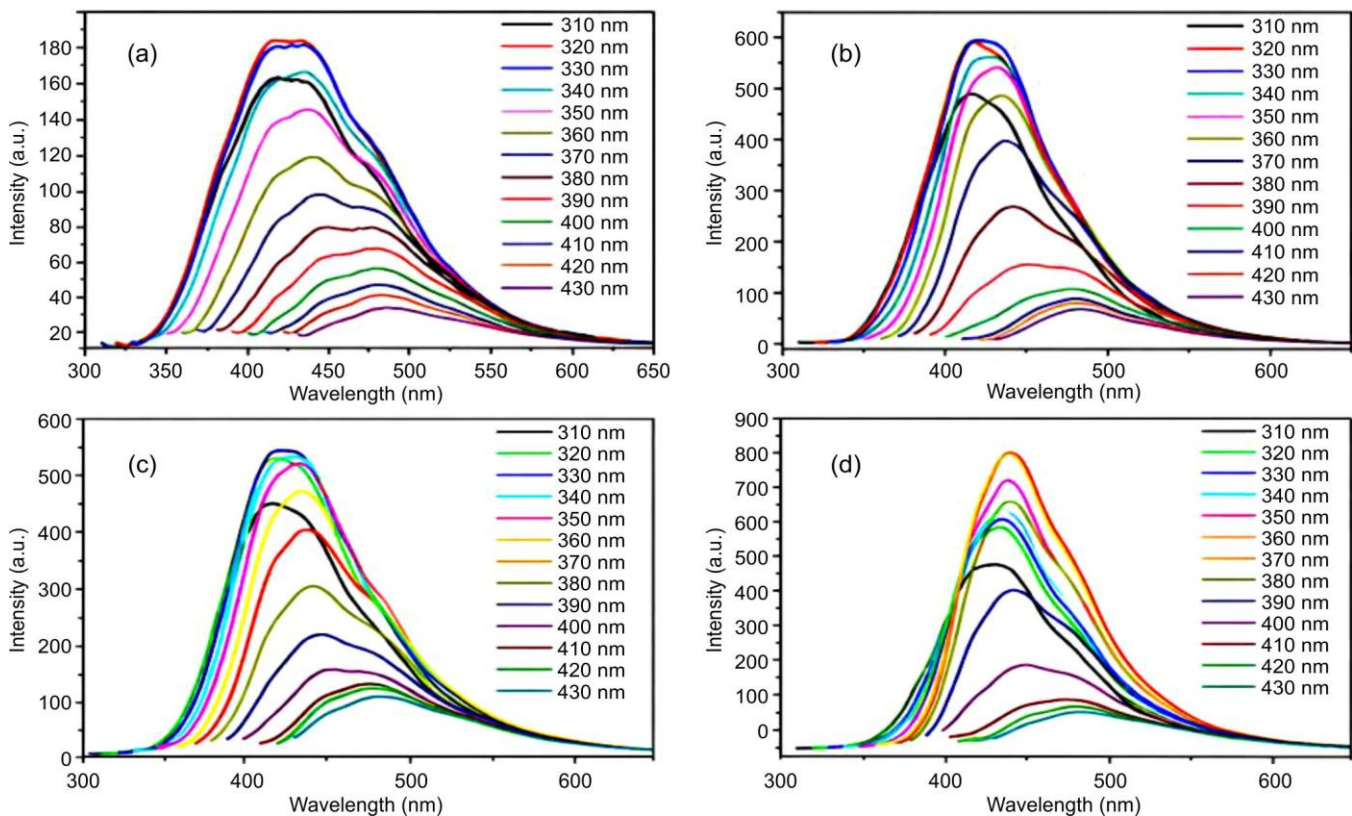 (a)
Intensity (a.u.)
180
160
140
120
100
80
60
40
20
300 350 400 450 500 550 600 650
Wavelength (nm)
310 nm
320 nm
330 nm
340 nm
350 nm
360 nm
370 nm
380 nm
390 nm
400 nm
410 nm
420 nm
430 nm
(b)
Intensity (a.u.)
600
500
400
300
200
100
0
400 500 600
Wavelength (nm)
310 nm
320 nm
330 nm
340 nm
350 nm
360 nm
370 nm
380 nm
390 nm
400 nm
410 nm
420 nm
430 nm
(c)
Intensity (a.u.)
600
500
400
300
200
100
0
300 400 500 600
Wavelength (nm)
310 nm
320 nm
330 nm
340 nm
350 nm
360 nm
370 nm
380 nm
390 nm
400 nm
410 nm
420 nm
430 nm
(d)
Intensity (a.u.)
900
800
700
600
500
400
300
200
100
0
300 400 500 600
Wavelength (nm)
310 nm
320 nm
330 nm
340 nm
350 nm
360 nm
370 nm
380 nm
390 nm
400 nm
410 nm
420 nm
430 nm